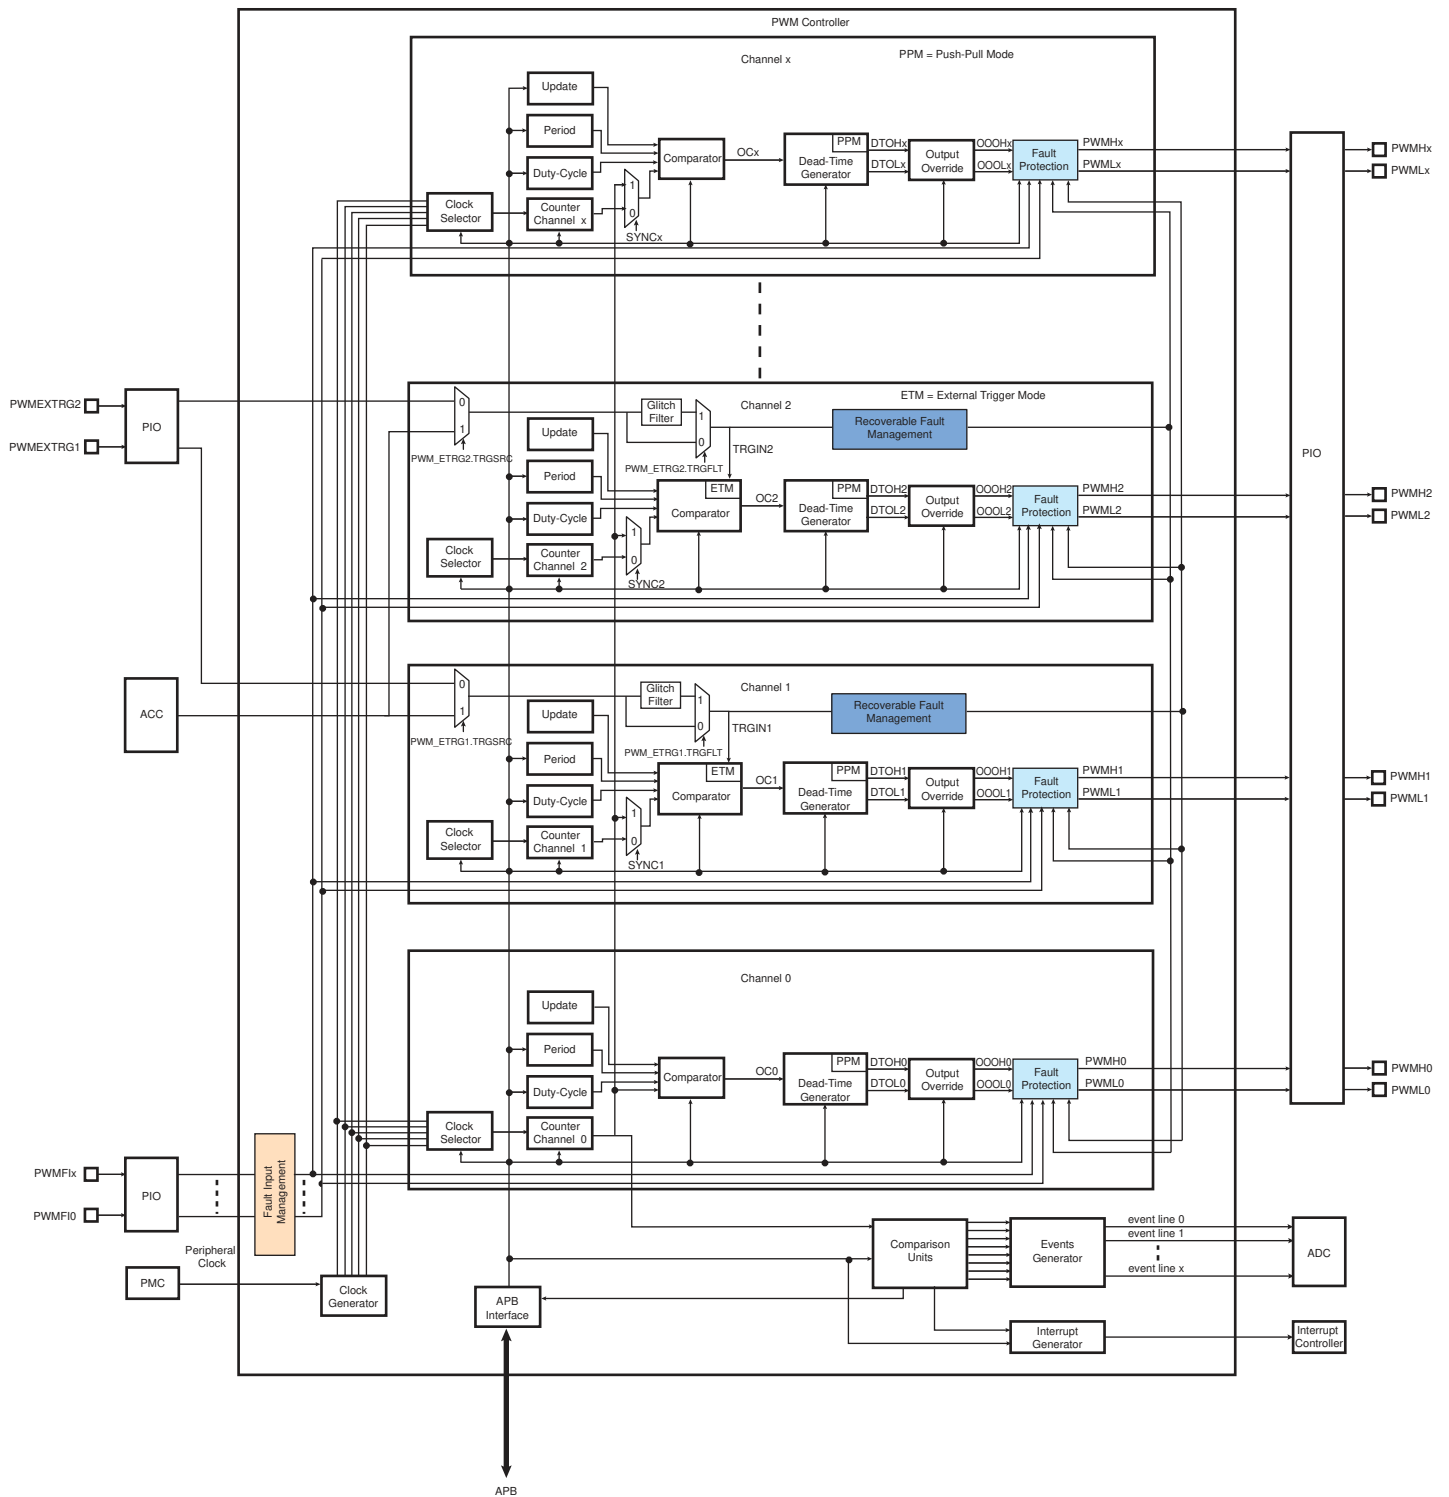 PWM Controller
Channel x
PPM = Push-Pull Mode
Update
Period
Duty-Cycle
Clock
Selector
Counter
Channel x
1
0
SYNCx
Comparator
OCx
PPM
Dead-Time
Generator
DTOHx
DTOLx
Output
Override
OOOHx
OOOLx
Fault
Protection
PWMHx
PWMLx
PWMHx
PWMLx
PWMEXTRG2
PWMEXTRG1
PIO
0
1
PWM_ETRG2.TRGSRC
Channel 2
ETM = External Trigger Mode
Glitch
Filter
1
0
PWM_ETRG2.TRGFLT
TRGIN2
Recoverable Fault
Management
Update
Period
Duty-Cycle
Clock
Selector
Counter
Channel 2
1
0
SYNC2
ETM
Comparator
OC2
PPM
Dead-Time
Generator
DTOH2
DTOL2
Output
Override
OOOH2
OOOL2
Fault
Protection
PWMH2
PWML2
PIO
PWMH2
PWML2
ACC
0
1
PWM_ETRG1.TRGSRC
Channel 1
Glitch
Filter
1
0
PWM_ETRG1.TRGFLT
TRGIN1
Recoverable Fault
Management
Update
Period
Duty-Cycle
Clock
Selector
Counter
Channel 1
1
0
SYNC1
ETM
Comparator
OC1
PPM
Dead-Time
Generator
DTOH1
DTOL1
Output
Override
OOOH1
OOOL1
Fault
Protection
PWMH1
PWML1
PWMH1
PWML1
Channel 0
Update
Period
Duty-Cycle
Clock
Selector
Counter
Channel 0
Comparator
OC0
PPM
Dead-Time
Generator
DTOH0
DTOL0
Output
Override
OOOH0
OOOL0
Fault
Protection
PWMH0
PWML0
PWMH0
PWML0
PWMFIx
PWMFI0
PIO
Fault Input
Management
Peripheral
Clock
PMC
Clock
Generator
APB
Interface
Comparison
Units
Events
Generator
event line 0
event line 1
event line x
ADC
Interrupt
Generator
Interrupt
Controller
APB